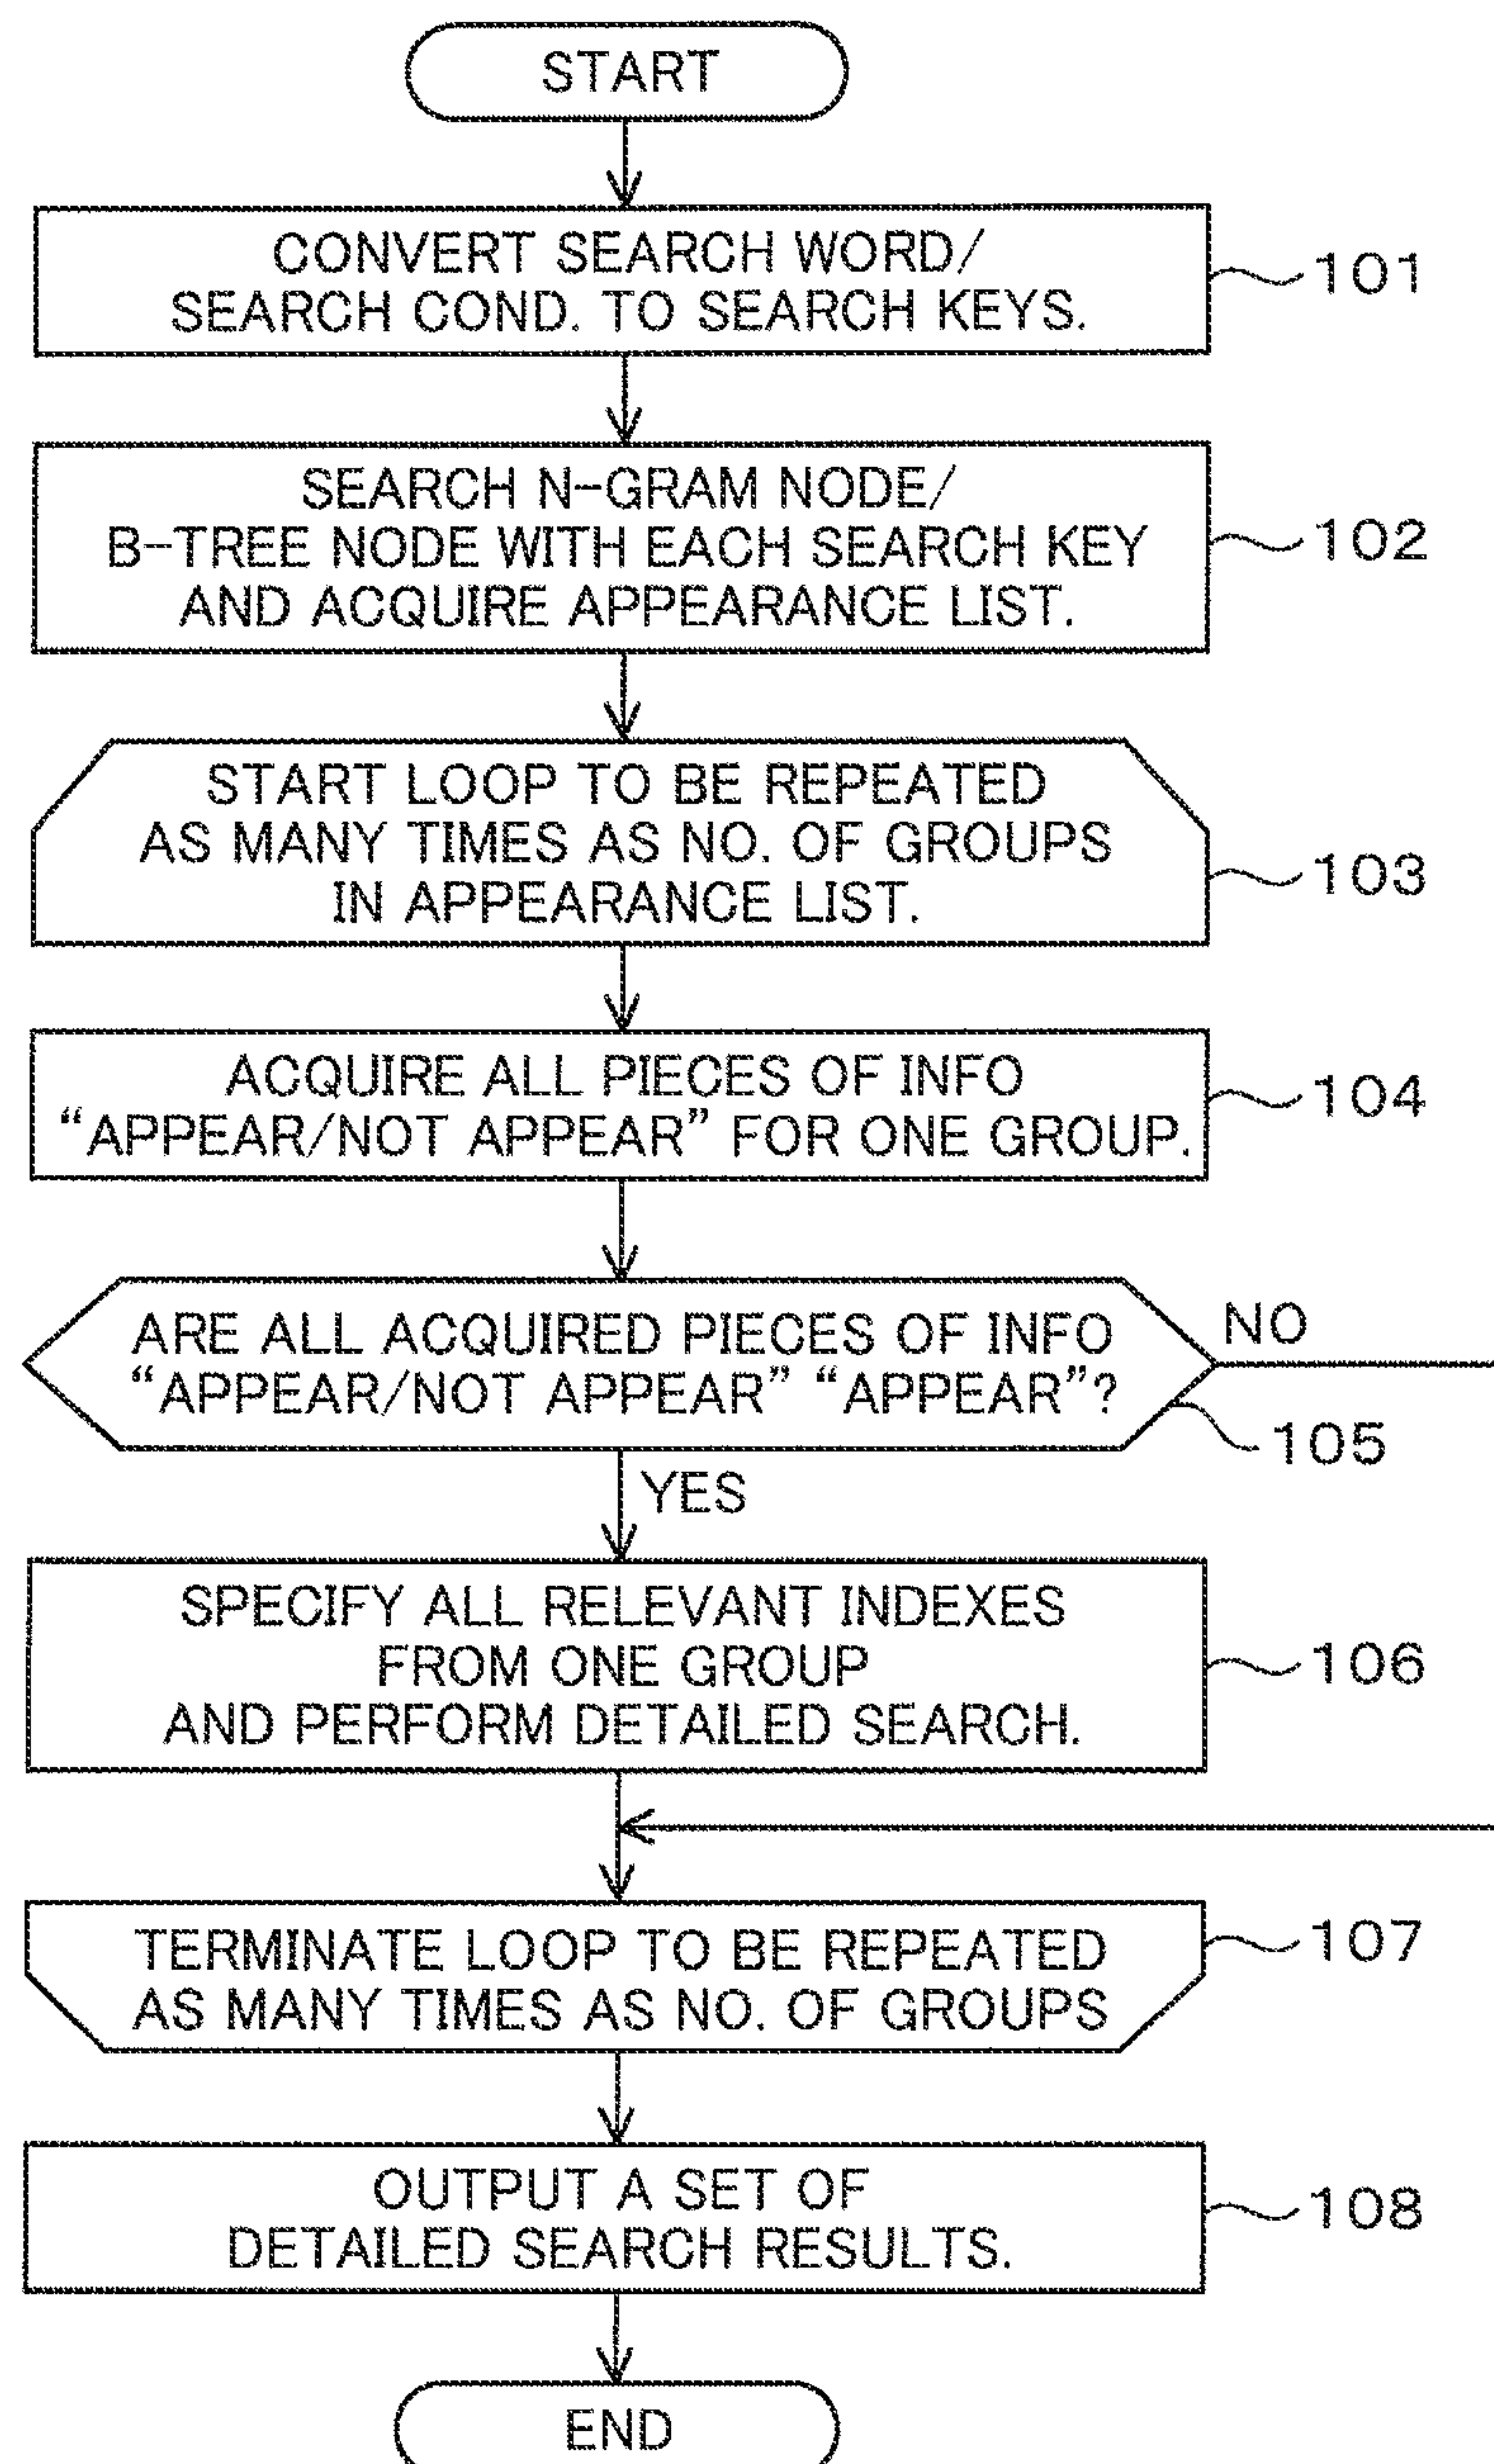 START
CONVERT SEARCH WORD/
SEARCH COND. TO SEARCH KEYS.
101
SEARCH N-GRAM NODE/
B-TREE NODE WITH EACH SEARCH KEY
AND ACQUIRE APPEARANCE LIST.
102
START LOOP TO BE REPEATED
AS MANY TIMES AS NO. OF GROUPS
IN APPEARANCE LIST.
103
ACQUIRE ALL PIECES OF INFO
“APPEAR/NOT APPEAR” FOR ONE GROUP.
104
ARE ALL ACQUIRED PIECES OF INFO
“APPEAR/NOT APPEAR” “APPEAR”?
NO
105
YES
SPECIFY ALL RELEVANT INDEXES
FROM ONE GROUP
AND PERFORM DETAILED SEARCH.
106
TERMINATE LOOP TO BE REPEATED
AS MANY TIMES AS NO. OF GROUPS
107
OUTPUT A SET OF
DETAILED SEARCH RESULTS.
108
END